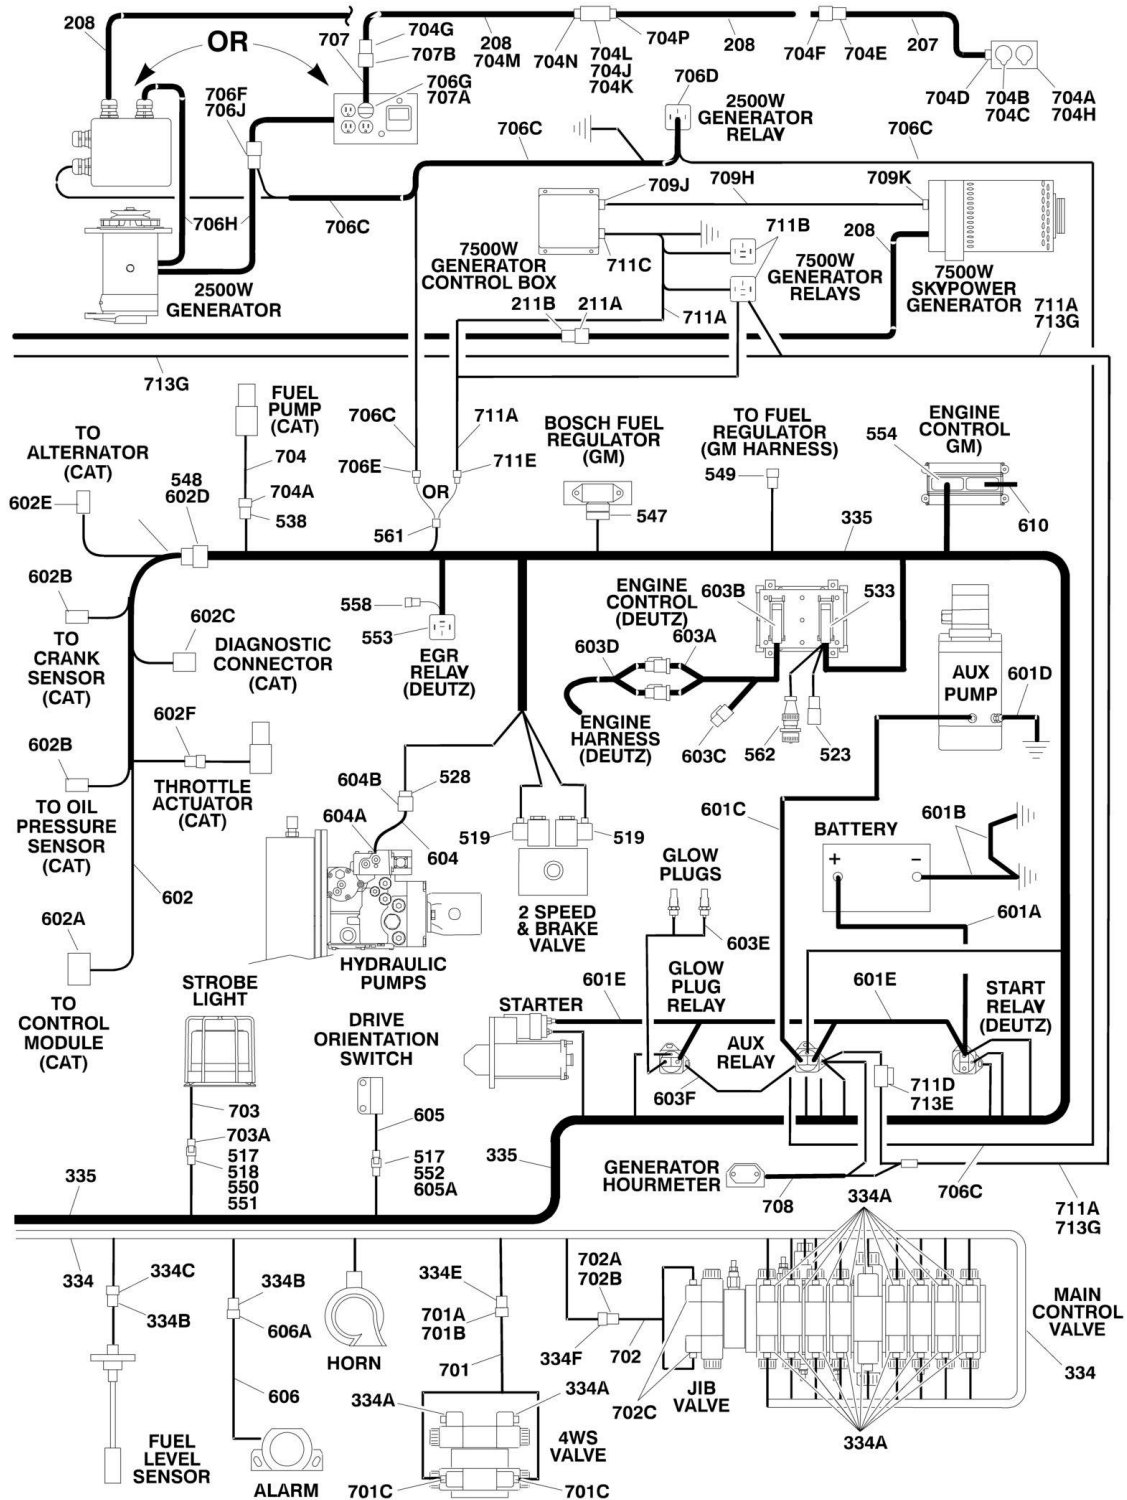 208
OR
707
704G
707B
208
704M
704N
704L
704J
704K
704P
208
704F
704E
207
704D
704B
704C
704A
704H
706F
706J
706G
707A
706D
2500W
GENERATOR
RELAY
706C
706C
706H
706C
2500W
GENERATOR
709J
709H
709K
711B
711C
7500W
GENERATOR
CONTROL BOX
7500W
GENERATOR
RELAYS
208
7500W
SKYPOWER
GENERATOR
211B
211A
711A
711A
713G
713G
FUEL
PUMP
(CAT)
706C
711A
BOSCH FUEL
REGULATOR
(GM)
TO FUEL
REGULATOR
(GM HARNESS)
ENGINE
CONTROL
GM)
554
TO
ALTERNATOR
(CAT)
704
706E
711E
OR
549
548
602D
602E
704A
538
561
547
335
610
602B
TO
CRANK
SENSOR
(CAT)
602C
DIAGNOSTIC
CONNECTOR
(CAT)
558
553
EGR
RELAY
(DEUTZ)
ENGINE
CONTROL
(DEUTZ)
603B
533
603A
603D
ENGINE
HARNESS
(DEUTZ)
603C
562
523
AUX
PUMP
601D
602F
602B
THROTTLE
ACTUATOR
(CAT)
TO OIL
PRESSURE
SENSOR
(CAT)
604B
528
604A
604
519
519
601C
BATTERY
+
–
601B
601A
602
602A
TO
CONTROL
MODULE
(CAT)
HYDRAULIC
PUMPS
2 SPEED
& BRAKE
VALVE
GLOW
PLUGS
603E
GLOW
PLUG
RELAY
STROBE
LIGHT
DRIVE
ORIENTATION
SWITCH
STARTER
601E
601E
START
RELAY
(DEUTZ)
AUX
RELAY
603F
711D
713E
703
703A
517
518
550
551
605
517
552
605A
335
335
GENERATOR
HOURMETER
708
706C
711A
713G
334A
334
334C
334B
334B
606A
606
FUEL
LEVEL
SENSOR
ALARM
HORN
334E
701A
701B
701
334A
334A
4WS
VALVE
701C
701C
702A
702B
334F
702
702C
JIB
VALVE
MAIN
CONTROL
VALVE
334
334A